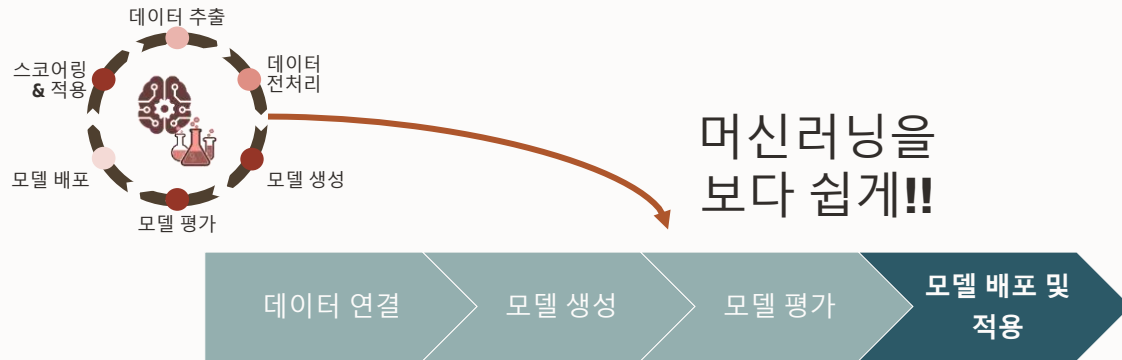 데이터 추출
스코어링
& 적용
데이터
전처리
모델 배포
모델 생성
모델 평가
머신러닝을
보다 쉽게!!
데이터 연결
모델 생성
모델 평가
모델 배포 및
적용